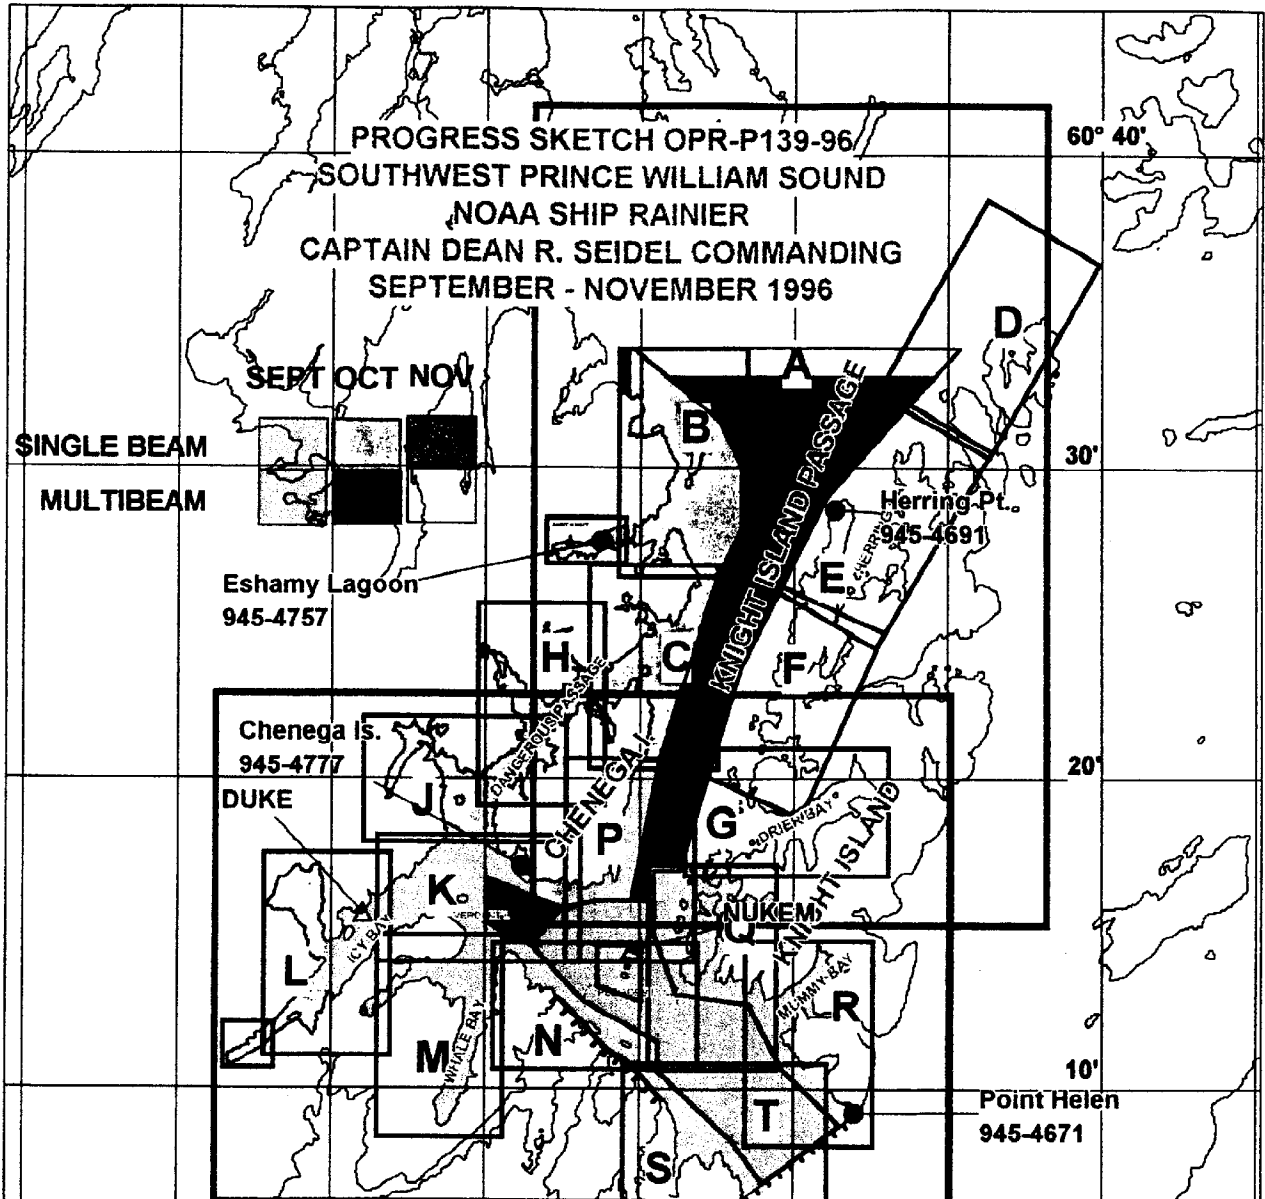 PROGRESS SKETCH OPR-P139-96
SOUTHWEST PRINCE WILLIAM SOUND
NOAA SHIP RAINIER
CAPTAIN DEAN R. SEIDEL COMMANDING
SEPTEMBER - NOVEMBER 1996
60° 40'
D
SEPT OCT NOV
A
B
SINGLE BEAM
MULTIBEAM
30'
KNIGHT ISLAND PASSAGE
Herring Pt.
945-4691
HERRING
Eshamy Lagoon
945-4757
E
H
C
F
DANGEROUS PASSAGE
Chenega Is.
945-4777
DUKE
20'
J
CHENEGA I.
P
G
DRIER BAY
KNIGHT ISLAND
K
NUKEM
Q
ICY BAY
L
MUMMY BAY
R
M
WHALE BAY
N
10'
Point Helen
945-4671
T
S